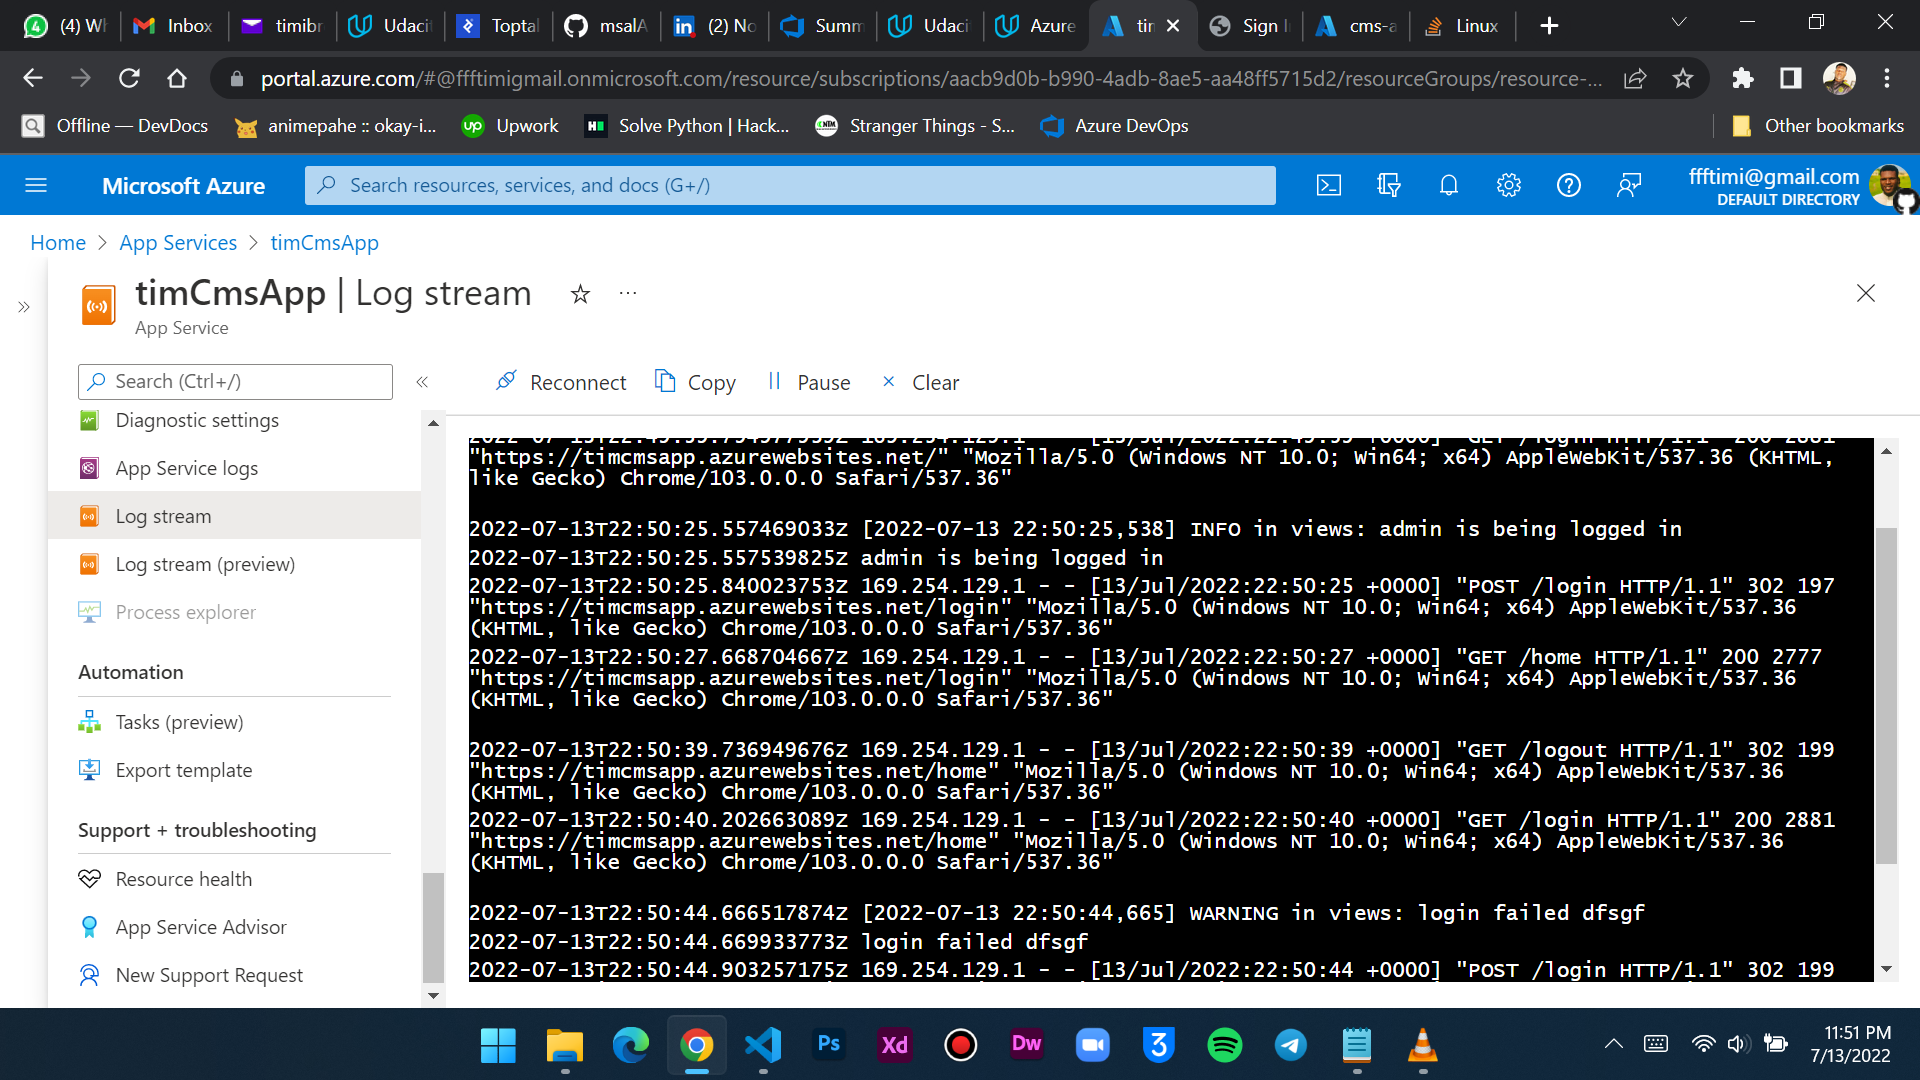 (4) Wh
Inbox
timibr
Udacit
Toptal
msalA
(2) No
Summ
Udacit
Azure
tim
Sign I
cms-a
Linux
portal.azure.com/#@ffftimigmail.onmicrosoft.com/resource/subscriptions/aacb9d0b-b990-4adb-8ae5-aa48ff5715d2/resourceGroups/resource-...
Offline — DevDocs
animepahe :: okay-i...
up Upwork
Solve Python | Hack...
Stranger Things - S...
Azure DevOps
Other bookmarks
Microsoft Azure
Search resources, services, and docs (G+/)
ffftimi@gmail.com
DEFAULT DIRECTORY
Home > App Services > timCmsApp
timCmsApp | Log stream
App Service
Search (Ctrl+/)
Reconnect
Copy
Pause
Clear
Diagnostic settings
App Service logs
Log stream
Log stream (preview)
Process explorer
Automation
Tasks (preview)
Export template
Support + troubleshooting
Resource health
App Service Advisor
New Support Request
"https://timcmsapp.azurewebsites.net/" "Mozilla/5.0 (Windows NT 10.0; Win64; x64) AppleWebKit/537.36 (KHTML,
like Gecko) Chrome/103.0.0.0 Safari/537.36"
2022-07-13T22:50:25.557469033Z [2022-07-13 22:50:25,538] INFO in views: admin is being logged in
2022-07-13T22:50:25.557539825Z admin is being logged in
2022-07-13T22:50:25.840023753Z 169.254.129.1 - - [13/Jul/2022:22:50:25 +0000] "POST /login HTTP/1.1" 302 197
"https://timcmsapp.azurewebsites.net/login" "Mozilla/5.0 (Windows NT 10.0; Win64; x64) AppleWebKit/537.36
(KHTML, like Gecko) Chrome/103.0.0.0 Safari/537.36"
2022-07-13T22:50:27.668704667Z 169.254.129.1 - - [13/Jul/2022:22:50:27 +0000] "GET /home HTTP/1.1" 200 2777
"https://timcmsapp.azurewebsites.net/login" "Mozilla/5.0 (Windows NT 10.0; Win64; x64) AppleWebKit/537.36
(KHTML, like Gecko) Chrome/103.0.0.0 Safari/537.36"
2022-07-13T22:50:39.736949676Z 169.254.129.1 - - [13/Jul/2022:22:50:39 +0000] "GET /logout HTTP/1.1" 302 199
"https://timcmsapp.azurewebsites.net/home" "Mozilla/5.0 (Windows NT 10.0; Win64; x64) AppleWebKit/537.36
(KHTML, like Gecko) Chrome/103.0.0.0 Safari/537.36"
2022-07-13T22:50:40.202663089Z 169.254.129.1 - - [13/Jul/2022:22:50:40 +0000] "GET /login HTTP/1.1" 200 2881
"https://timcmsapp.azurewebsites.net/home" "Mozilla/5.0 (Windows NT 10.0; Win64; x64) AppleWebKit/537.36
(KHTML, like Gecko) Chrome/103.0.0.0 Safari/537.36"
2022-07-13T22:50:44.666517874Z [2022-07-13 22:50:44,665] WARNING in views: login failed dfsgf
2022-07-13T22:50:44.669933773Z login failed dfsgf
2022-07-13T22:50:44.903257175Z 169.254.129.1 - - [13/Jul/2022:22:50:44 +0000] "POST /login HTTP/1.1" 302 199
Ps
Xd
Dw
11:51 PM
7/13/2022